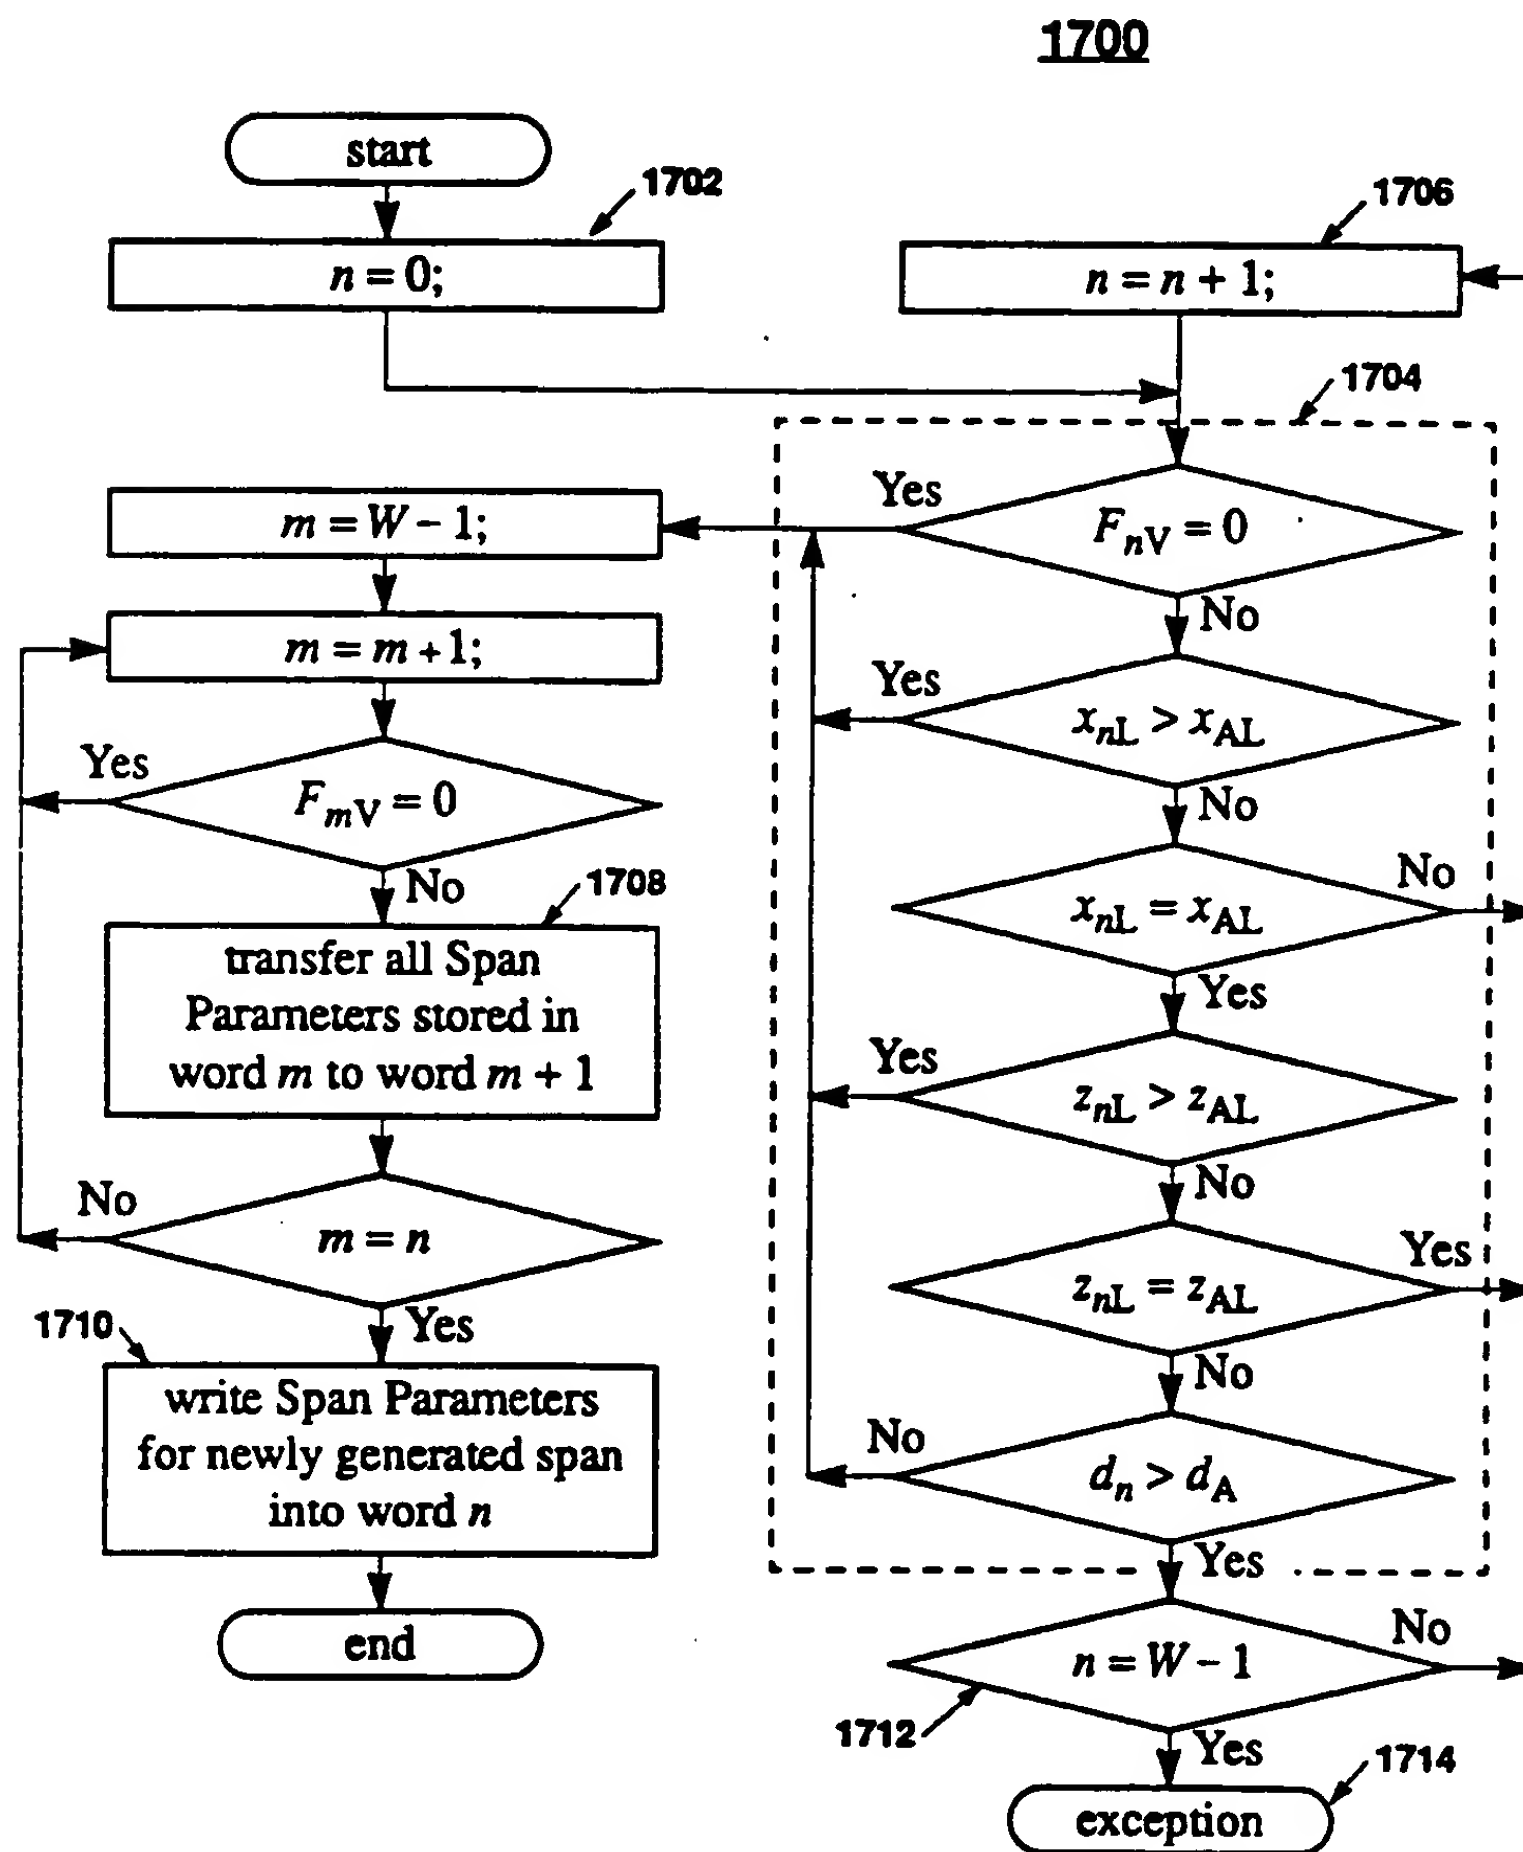 1700
start
1702
n = 0;
1706
n = n + 1;
1704
Yes
F_nV = 0
No
m = W – 1;
m = m + 1;
Yes
x_nL > x_AL
No
Yes
F_mV = 0
No
x_nL = x_AL
No
Yes
1708
transfer all Span
Parameters stored in
word m to word m + 1
Yes
z_nL > z_AL
No
No
m = n
Yes
z_nL = z_AL
Yes
No
1710
write Span Parameters
for newly generated span
into word n
No
d_n > d_A
Yes
end
n = W – 1
No
1712
Yes
1714
exception